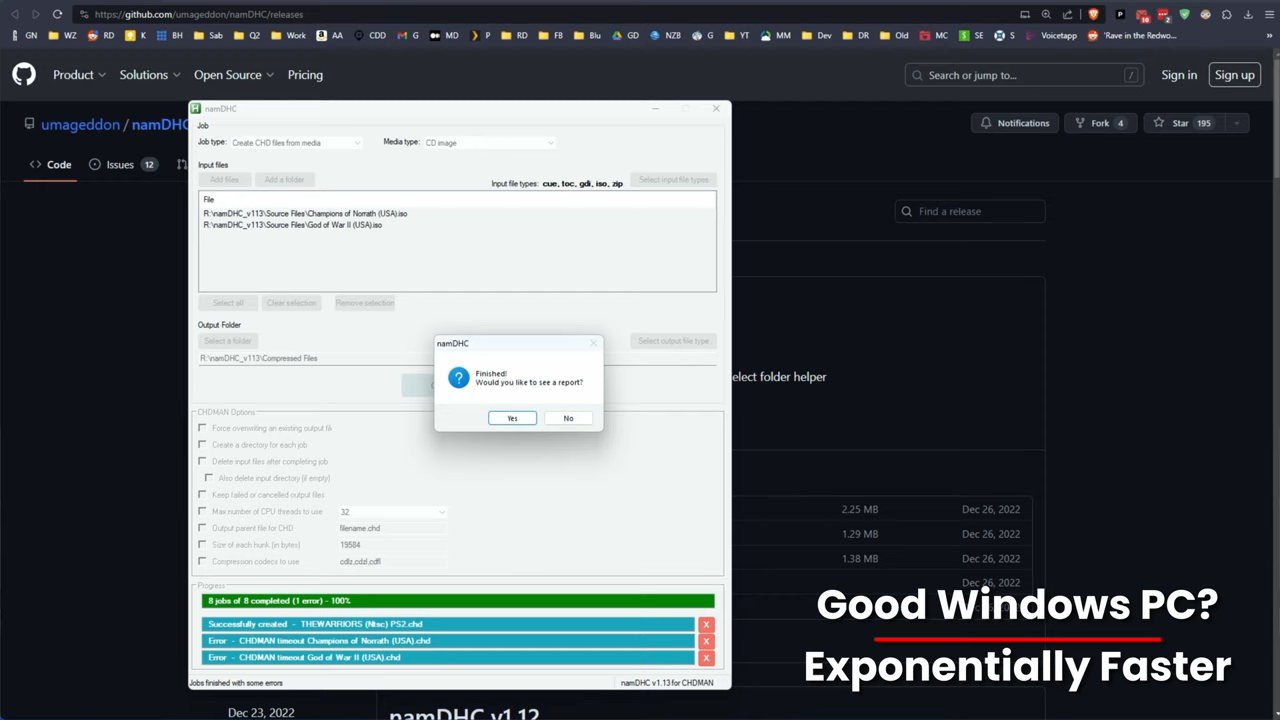 https://github.com/umageddon/namDHC/releases
GN WZ RD K BH Sab Q2 Work AA CDD G MD P RD FB Blu GD NZB G YT MM Dev DR Old MC SE S Voicetapp 'Rave in the Redwo... »
Product Solutions Open Source Pricing
Search or jump to... /
Sign in Sign up
umageddon / namDHC
Notifications Fork 4 Star 195
Code Issues 12
Find a release
namDHC
Job
Job type: Create CHD files from media Media type: CD image
Input files
Add files Add a folder Input file types: cue, toc, gdi, iso, zip Select input file types
File
R:\namDHC_v113\Source Files\Champions of Norrath (USA).iso
R:\namDHC_v113\Source Files\God of War II (USA).iso
Select all Clear selection Remove selection
Output Folder
Select a folder Select output file type
R:\namDHC_v113\Compressed Files
namDHC
Finished!
Would you like to see a report?
Yes No
elect folder helper
CHDMAN Options
Force overwriting an existing output fil
Create a directory for each job
Delete input files after completing job
Also delete input directory (if empty)
Keep failed or cancelled output files
Max number of CPU threads to use 32
Output parent file for CHD filename.chd
Size of each hunk (in bytes) 19584
Compression codecs to use cdlz,cdzl,cdfl
2.25 MB Dec 26, 2022
1.29 MB Dec 26, 2022
1.38 MB Dec 26, 2022
Dec 26, 2022
Progress
8 jobs of 8 completed (1 error) - 100%
Successfully created - THEWARRIORS (Ntsc) PS2.chd X
Error - CHDMAN timeout Champions of Norrath (USA).chd X
Error - CHDMAN timeout God of War II (USA).chd X
Jobs finished with some errors namDHC v1.13 for CHDMAN
Good Windows PC?
Exponentially Faster
Dec 23, 2022
namDHC v1.12